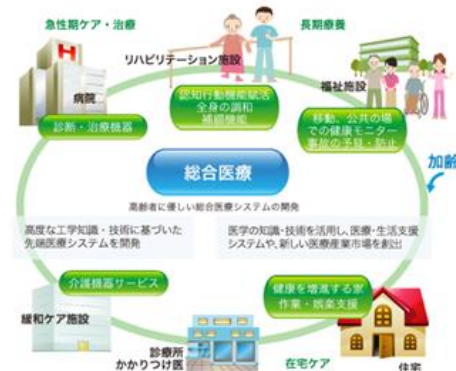 急性期ケア・治療
長期療養
リハビリテーション施設
H
病院
福祉施設
認知行動機能賦活
全身の調和
補綴機能
診断・治療機器
移動、公共の場
での健康モニター
事故の予見・防止
加齢
総合医療
高齢者に優しい総合医療システムの開発
高度な工学知識・技術に基づいた
先端医療システムを開発
医学の知識・技術を活用し、医療・生活支援
システムや、新しい医療産業市場を創出
介護機器サービス
健康を増進する家
作業・娯楽支援
緩和ケア施設
診療所
かかりつけ医
在宅ケア
住宅